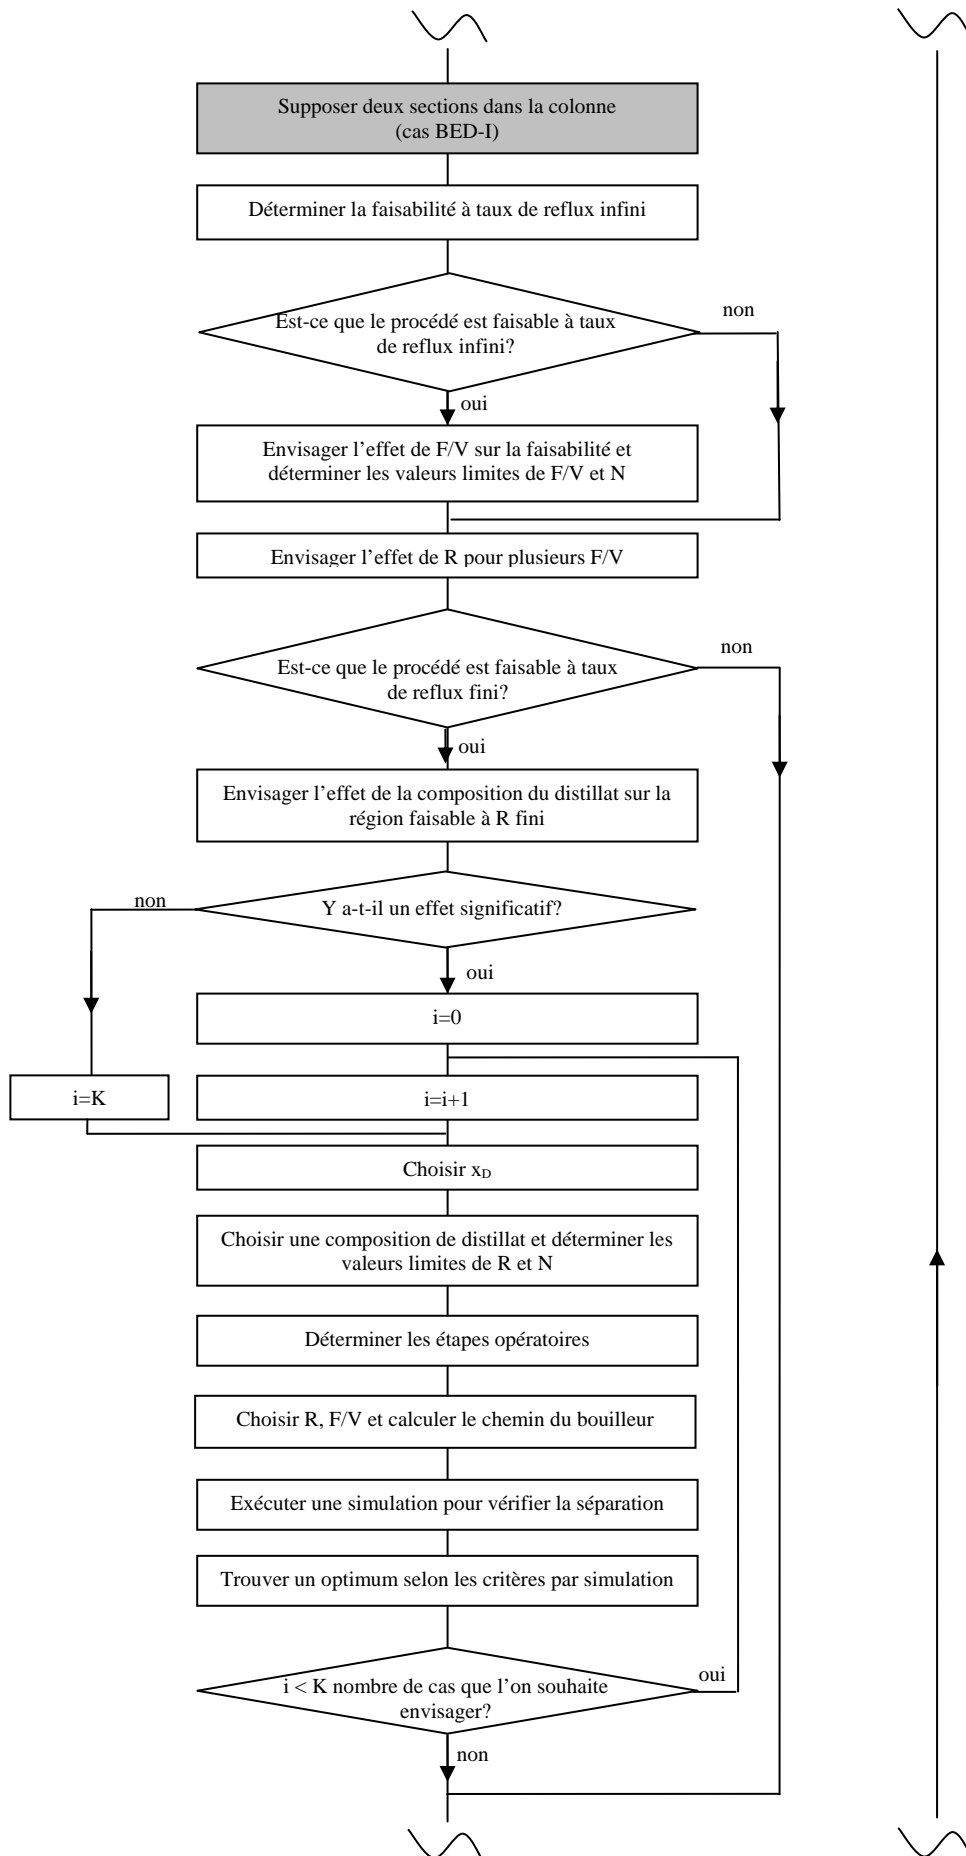 Supposer deux sections dans la colonne
(cas BED-I)
Déterminer la faisabilité à taux de reflux infini
Est-ce que le procédé est faisable à taux
de reflux infini?
non
oui
Envisager l'effet de F/V sur la faisabilité et
déterminer les valeurs limites de F/V et N
Envisager l'effet de R pour plusieurs F/V
Est-ce que le procédé est faisable à taux
de reflux fini?
non
oui
Envisager l'effet de la composition du distillat sur la
région faisable à R fini
Y a-t-il un effet significatif?
non
oui
i=0
i=K
i=i+1
Choisir x_D
Choisir une composition de distillat et déterminer les
valeurs limites de R et N
Déterminer les étapes opératoires
Choisir R, F/V et calculer le chemin du bouilleur
Exécuter une simulation pour vérifier la séparation
Trouver un optimum selon les critères par simulation
i < K nombre de cas que l'on souhaite
envisager?
oui
non